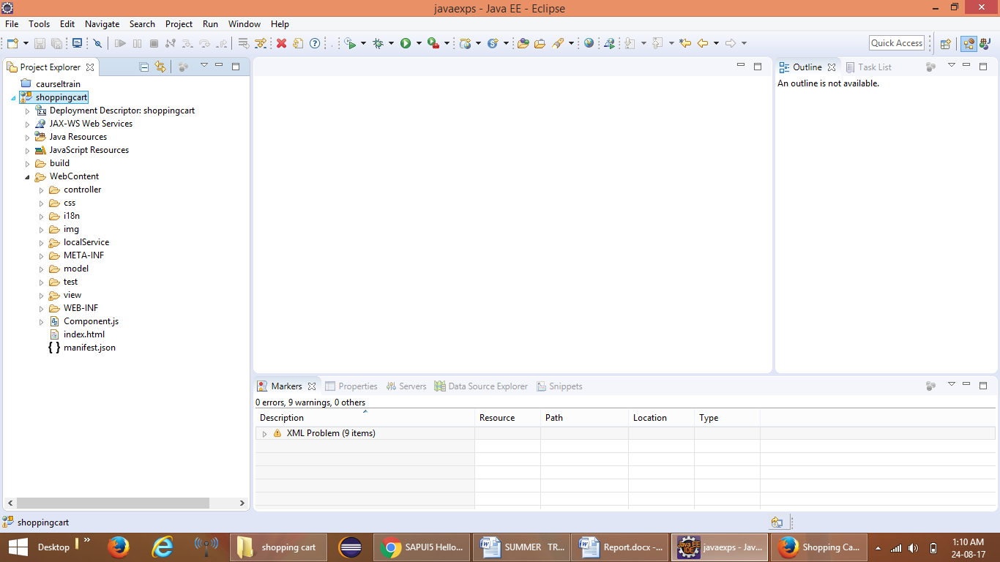 javaexps - Java EE - Eclipse
File Tools Edit Navigate Search Project Run Window Help
Quick Access
Project Explorer
caurseltrain
shoppingcart
Deployment Descriptor: shoppingcart
JAX-WS Web Services
Java Resources
JavaScript Resources
build
WebContent
controller
css
i18n
img
localService
META-INF
model
test
view
WEB-INF
Component.js
index.html
{ } manifest.json
Outline Task List
An outline is not available.
Markers Properties Servers Data Source Explorer Snippets
0 errors, 9 warnings, 0 others
Description Resource Path Location Type
XML Problem (9 items)
shoppingcart
Desktop » shopping cart SAPUI5 Hello... SUMMER TR... Report.docx -... Java EE IDE javaexps - Jav... Shopping Ca... 1:10 AM
24-08-17